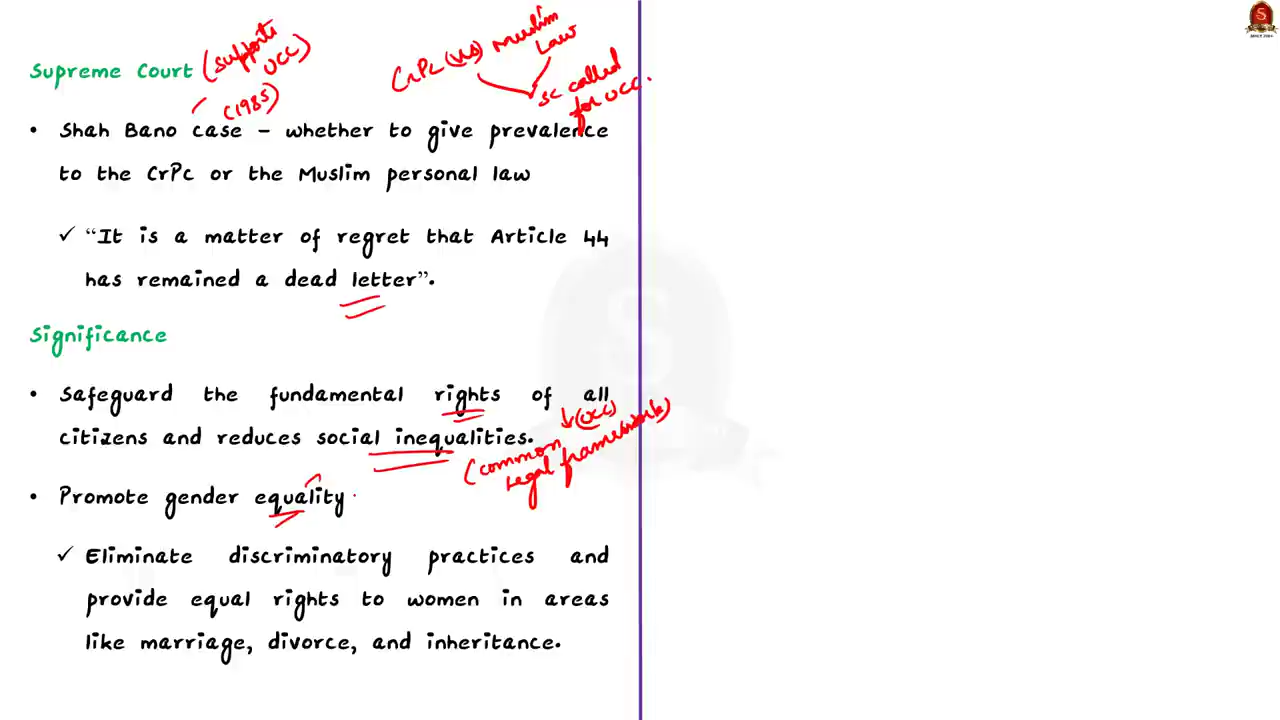 Supreme Court (supports
UCC)
(1985)
CrPC (vs) Muslim
Law
SC called
for UCC.
• Shah Bano case – whether to give prevalence
to the CrPc or the Muslim personal law
✓ “It is a matter of regret that Article 44
has remained a dead letter”.
Significance
• Safeguard the fundamental rights of all
citizens and reduces social inequalities.
↓(UCC)
(common
legal framework)
• Promote gender equality
✓ Eliminate discriminatory practices and
provide equal rights to women in areas
like marriage, divorce, and inheritance.
S
S